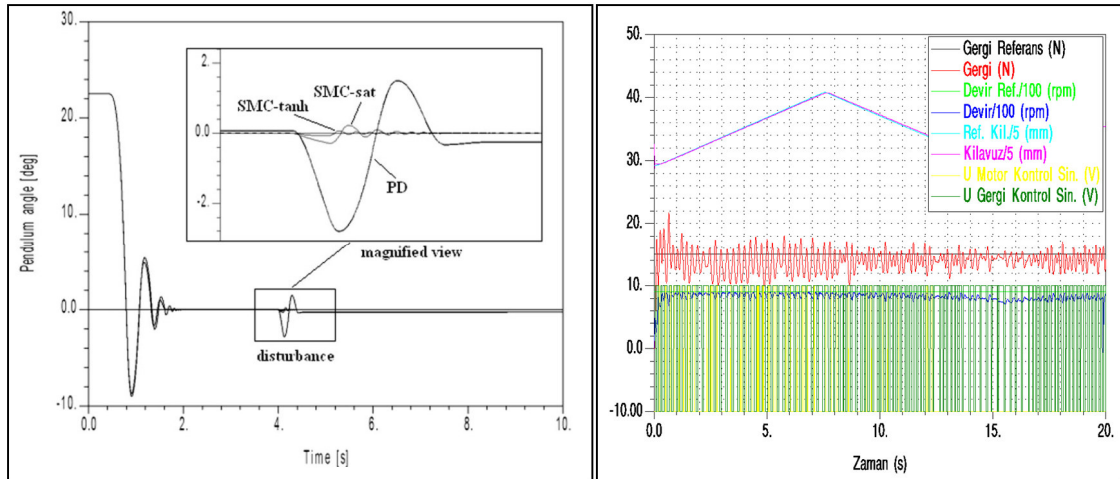 30.
20.
10.
0.0
-10.
Pendulum angle [deg]
2.
0.0
-2.
SMC-tanh
SMC-sat
PD
magnified view
disturbance
0.0
2.
4.
6.
8.
10.
Time [s]
50.
40.
30.
20.
10.
0.0
-10.00
Gergi Referans (N)
Gergi (N)
Devir Ref./100 (rpm)
Devir/100 (rpm)
Ref. Kil./5 (mm)
Kilavuz/5 (mm)
U Motor Kontrol Sin. (V)
U Gergi Kontrol Sin. (V)
0.0
5.
10.
15.
20.
Zaman (s)